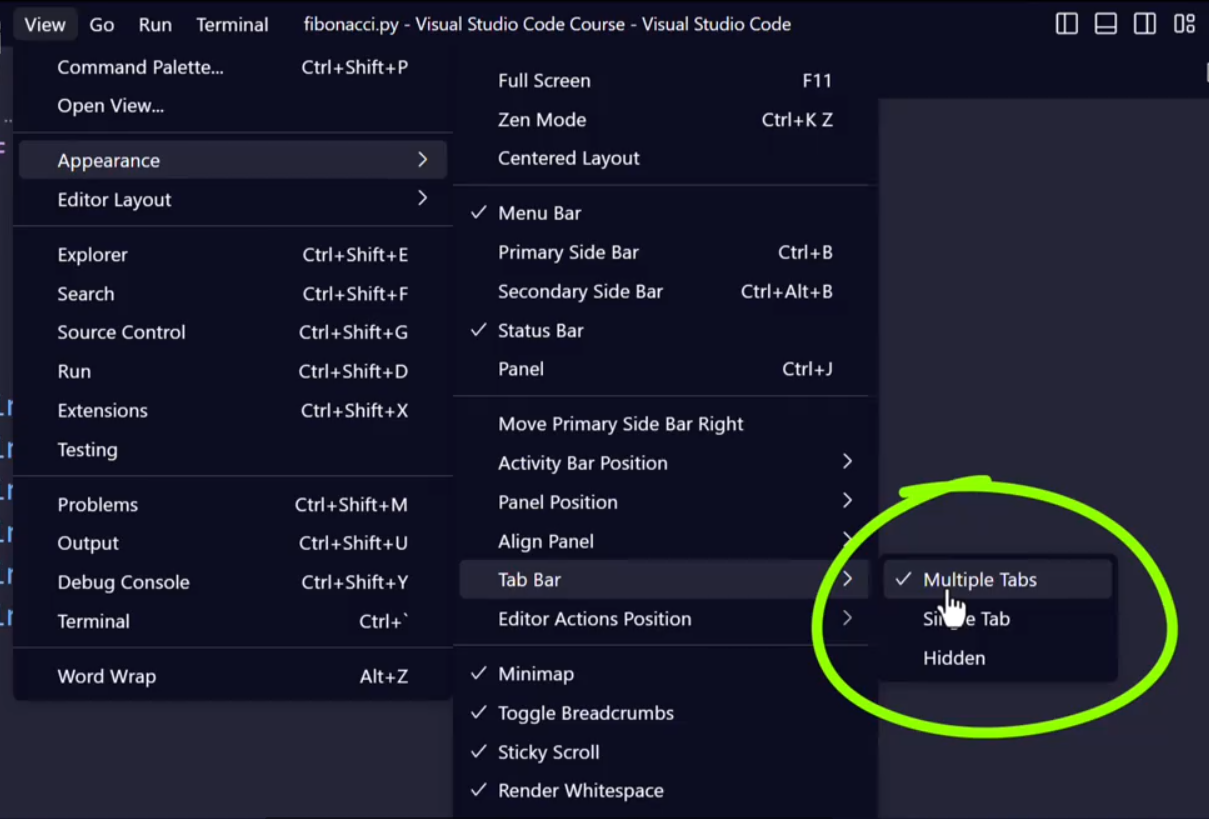 View Go Run Terminal fibonacci.py - Visual Studio Code Course - Visual Studio Code
Command Palette... Ctrl+Shift+P
Open View...
Appearance
Editor Layout
Explorer Ctrl+Shift+E
Search Ctrl+Shift+F
Source Control Ctrl+Shift+G
Run Ctrl+Shift+D
Extensions Ctrl+Shift+X
Testing
Problems Ctrl+Shift+M
Output Ctrl+Shift+U
Debug Console Ctrl+Shift+Y
Terminal Ctrl+`
Word Wrap Alt+Z
Full Screen F11
Zen Mode Ctrl+K Z
Centered Layout
Menu Bar
Primary Side Bar Ctrl+B
Secondary Side Bar Ctrl+Alt+B
Status Bar
Panel Ctrl+J
Move Primary Side Bar Right
Activity Bar Position
Panel Position
Align Panel
Tab Bar
Editor Actions Position
Minimap
Toggle Breadcrumbs
Sticky Scroll
Render Whitespace
Multiple Tabs
Single Tab
Hidden